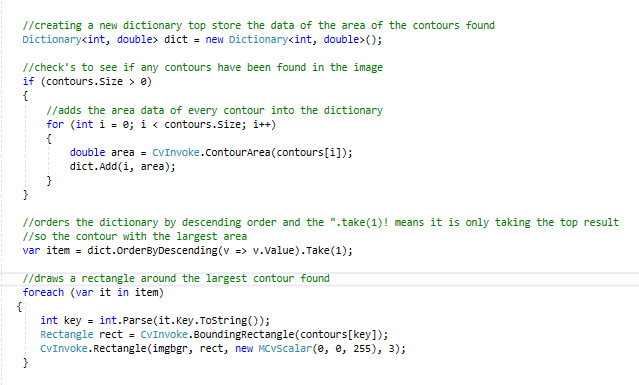 //creating a new dictionary top store the data of the area of the contours found
Dictionary<int, double> dict = new Dictionary<int, double>();
//check's to see if any contours have been found in the image
if (contours.Size > 0)
{
//adds the area data of every contour into the dictionary
for (int i = 0; i < contours.Size; i++)
{
double area = CvInvoke.ContourArea(contours[i]);
dict.Add(i, area);
}
}
//orders the dictionary by descending order and the ".take(1)! means it is only taking the top result
//so the contour with the largest area
var item = dict.OrderByDescending(v => v.Value).Take(1);
//draws a rectangle around the largest contour found
foreach (var it in item)
{
int key = int.Parse(it.Key.ToString());
Rectangle rect = CvInvoke.BoundingRectangle(contours[key]);
CvInvoke.Rectangle(imgbgr, rect, new MCvScalar(0, 0, 255), 3);
}